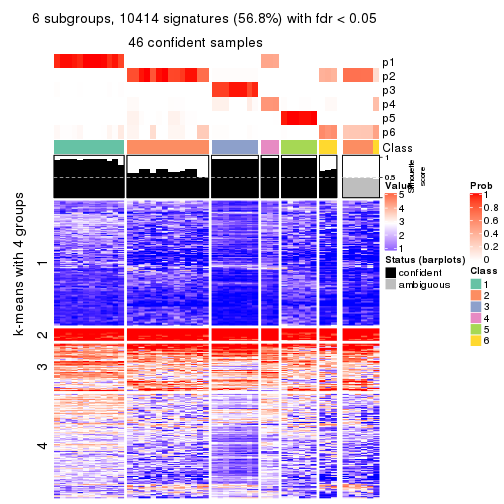 6 subgroups, 10414 signatures (56.8%) with fdr < 0.05
46 confident samples
p1
p2
p3
p4
p5
p6
Class
1
0.5
Silhouette
score
k-means with 4 groups
1
2
3
4
Value
5
4
3
2
1
Status (barplots)
confident
ambiguous
Prob
1
0.8
0.6
0.4
0.2
0
Class
1
2
3
4
5
6